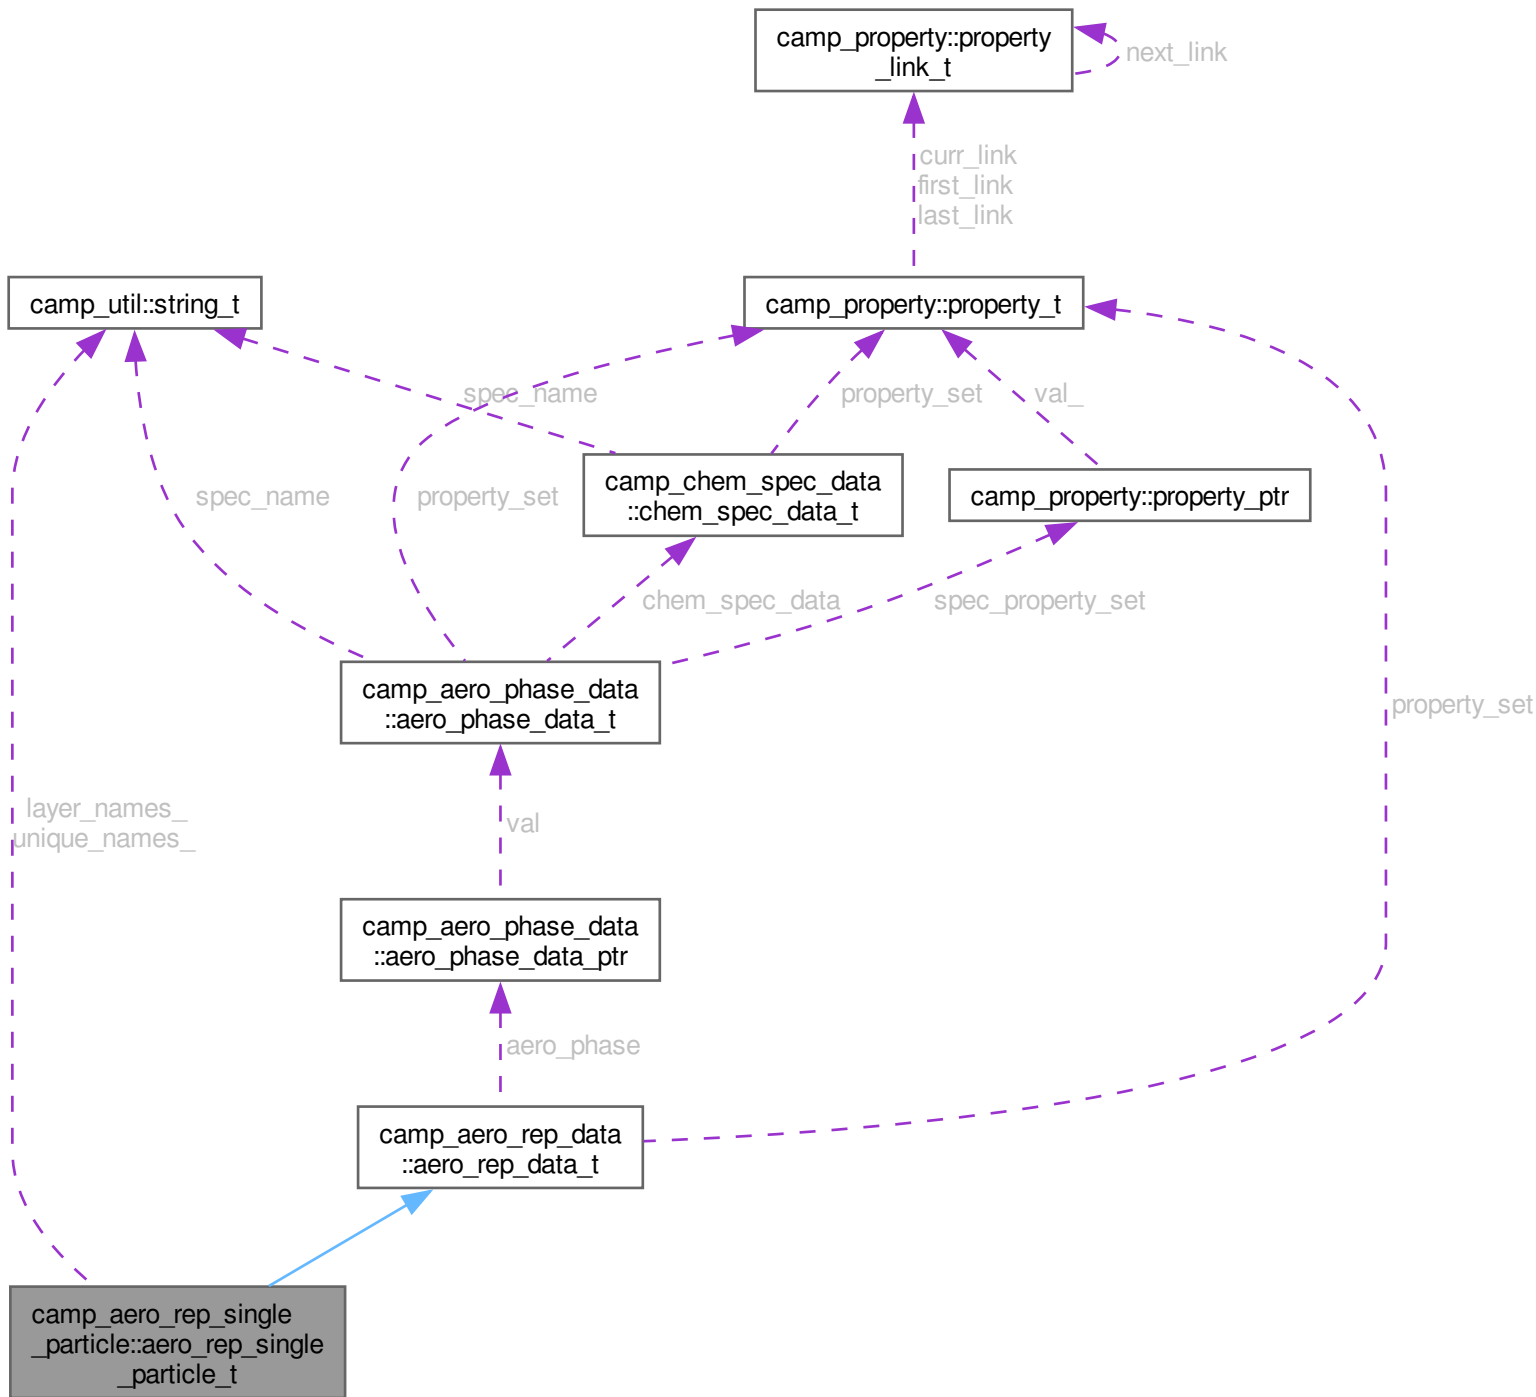 camp_property::property
_link_t
next_link
curr_link
first_link
last_link
camp_util::string_t
camp_property::property_t
spec_name
property_set
val_
camp_chem_spec_data
::chem_spec_data_t
camp_property::property_ptr
spec_name
property_set
chem_spec_data
spec_property_set
camp_aero_phase_data
::aero_phase_data_t
property_set
layer_names_
unique_names_
val
camp_aero_phase_data
::aero_phase_data_ptr
aero_phase
camp_aero_rep_data
::aero_rep_data_t
camp_aero_rep_single
_particle::aero_rep_single
_particle_t